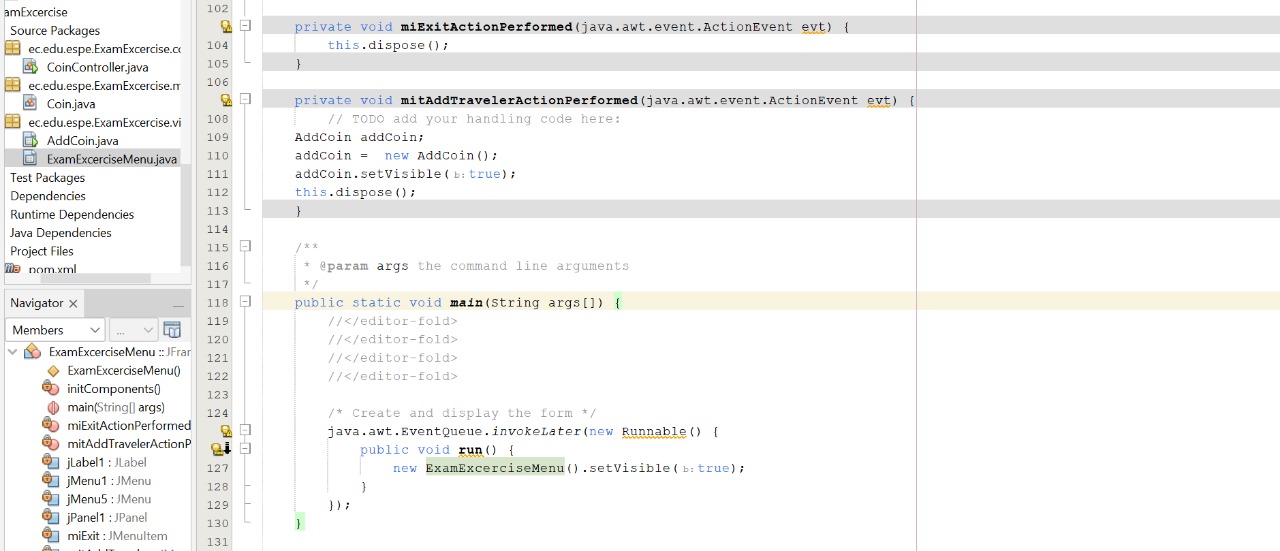 amExcercise
Source Packages
ec.edu.espe.ExamExercise.cc
CoinController.java
ec.edu.espe.ExamExercise.m
Coin.java
ec.edu.espe.ExamExercise.vi
AddCoin.java
ExamExcerciseMenu.java
Test Packages
Dependencies
Runtime Dependencies
Java Dependencies
Project Files
pom.xml
Navigator
Members
...
ExamExcerciseMenu :: JFrar
ExamExcerciseMenu()
initComponents()
main(String[] args)
miExitActionPerformed
mitAddTravelerActionP
jLabel1 : JLabel
jMenu1 : JMenu
jMenu5 : JMenu
jPanel1 : JPanel
miExit : JMenuItem
102
private void miExitActionPerformed(java.awt.event.ActionEvent evt) {
104 this.dispose();
105 }
106
private void mitAddTravelerActionPerformed(java.awt.event.ActionEvent evt) {
108 // TODO add your handling code here:
109 AddCoin addCoin;
110 addCoin = new AddCoin();
111 addCoin.setVisible(b:true);
112 this.dispose();
113 }
114
115 /**
116 * @param args the command line arguments
117 */
118 public static void main(String args[]) {
119 //</editor-fold>
120 //</editor-fold>
121 //</editor-fold>
122 //</editor-fold>
123
124 /* Create and display the form */
java.awt.EventQueue.invokeLater(new Runnable() {
public void run() {
127 new ExamExcerciseMenu().setVisible(b:true);
128 }
129 });
130 }
131